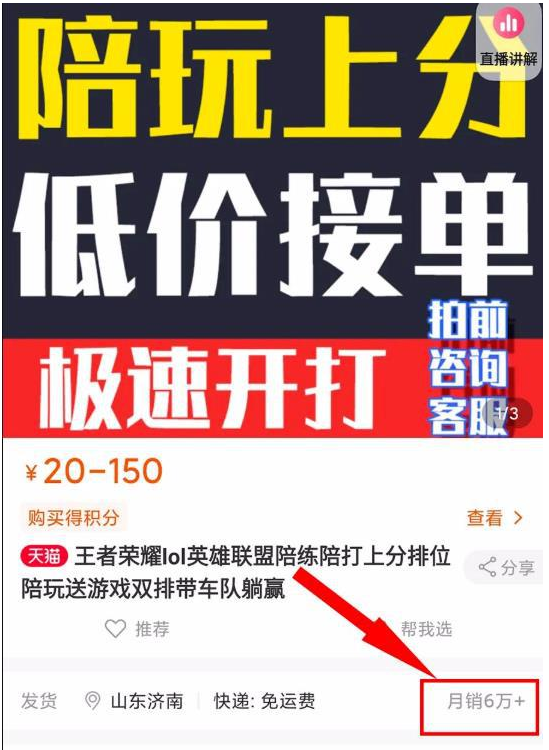 陪玩上分
直播讲解
低价接单
极速开打
拍前
咨询
客服
1/3
¥20-150
购买得积分 查看 >
天猫 王者荣耀lol英雄联盟陪练陪打上分排位
陪玩送游戏双排带车队躺赢
分享
推荐 帮我选
发货 山东济南 快递: 免运费 月销6万+